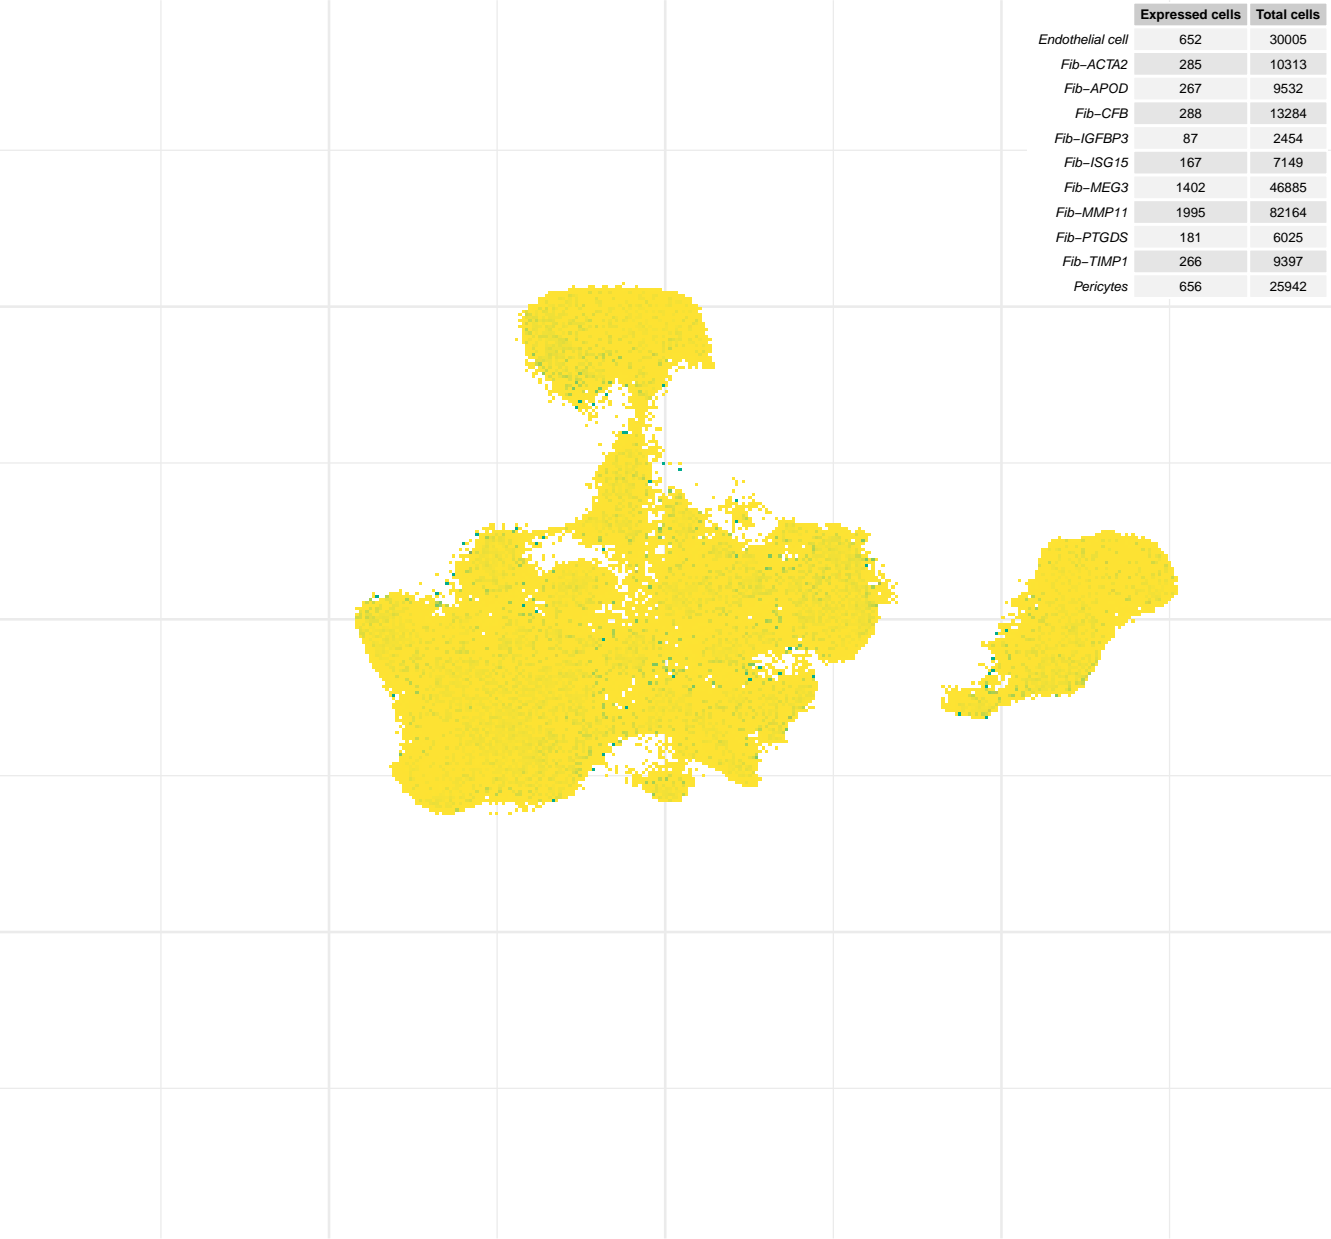 Expressed cells Total cells
Endothelial cell 652 30005
Fib−ACTA2 285 10313
Fib−APOD 267 9532
Fib−CFB 288 13284
Fib−IGFBP3 87 2454
Fib−ISG15 167 7149
Fib−MEG3 1402 46885
Fib−MMP11 1995 82164
Fib−PTGDS 181 6025
Fib−TIMP1 266 9397
Pericytes 656 25942